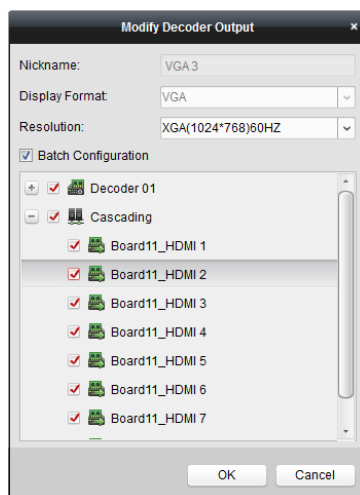 Modify Decoder Output ×
Nickname: VGA 3
Display Format: VGA
Resolution: XGA(1024*768)60HZ
Batch Configuration
Decoder 01
Cascading
Board11_HDMI 1
Board11_HDMI 2
Board11_HDMI 3
Board11_HDMI 4
Board11_HDMI 5
Board11_HDMI 6
Board11_HDMI 7
OK Cancel